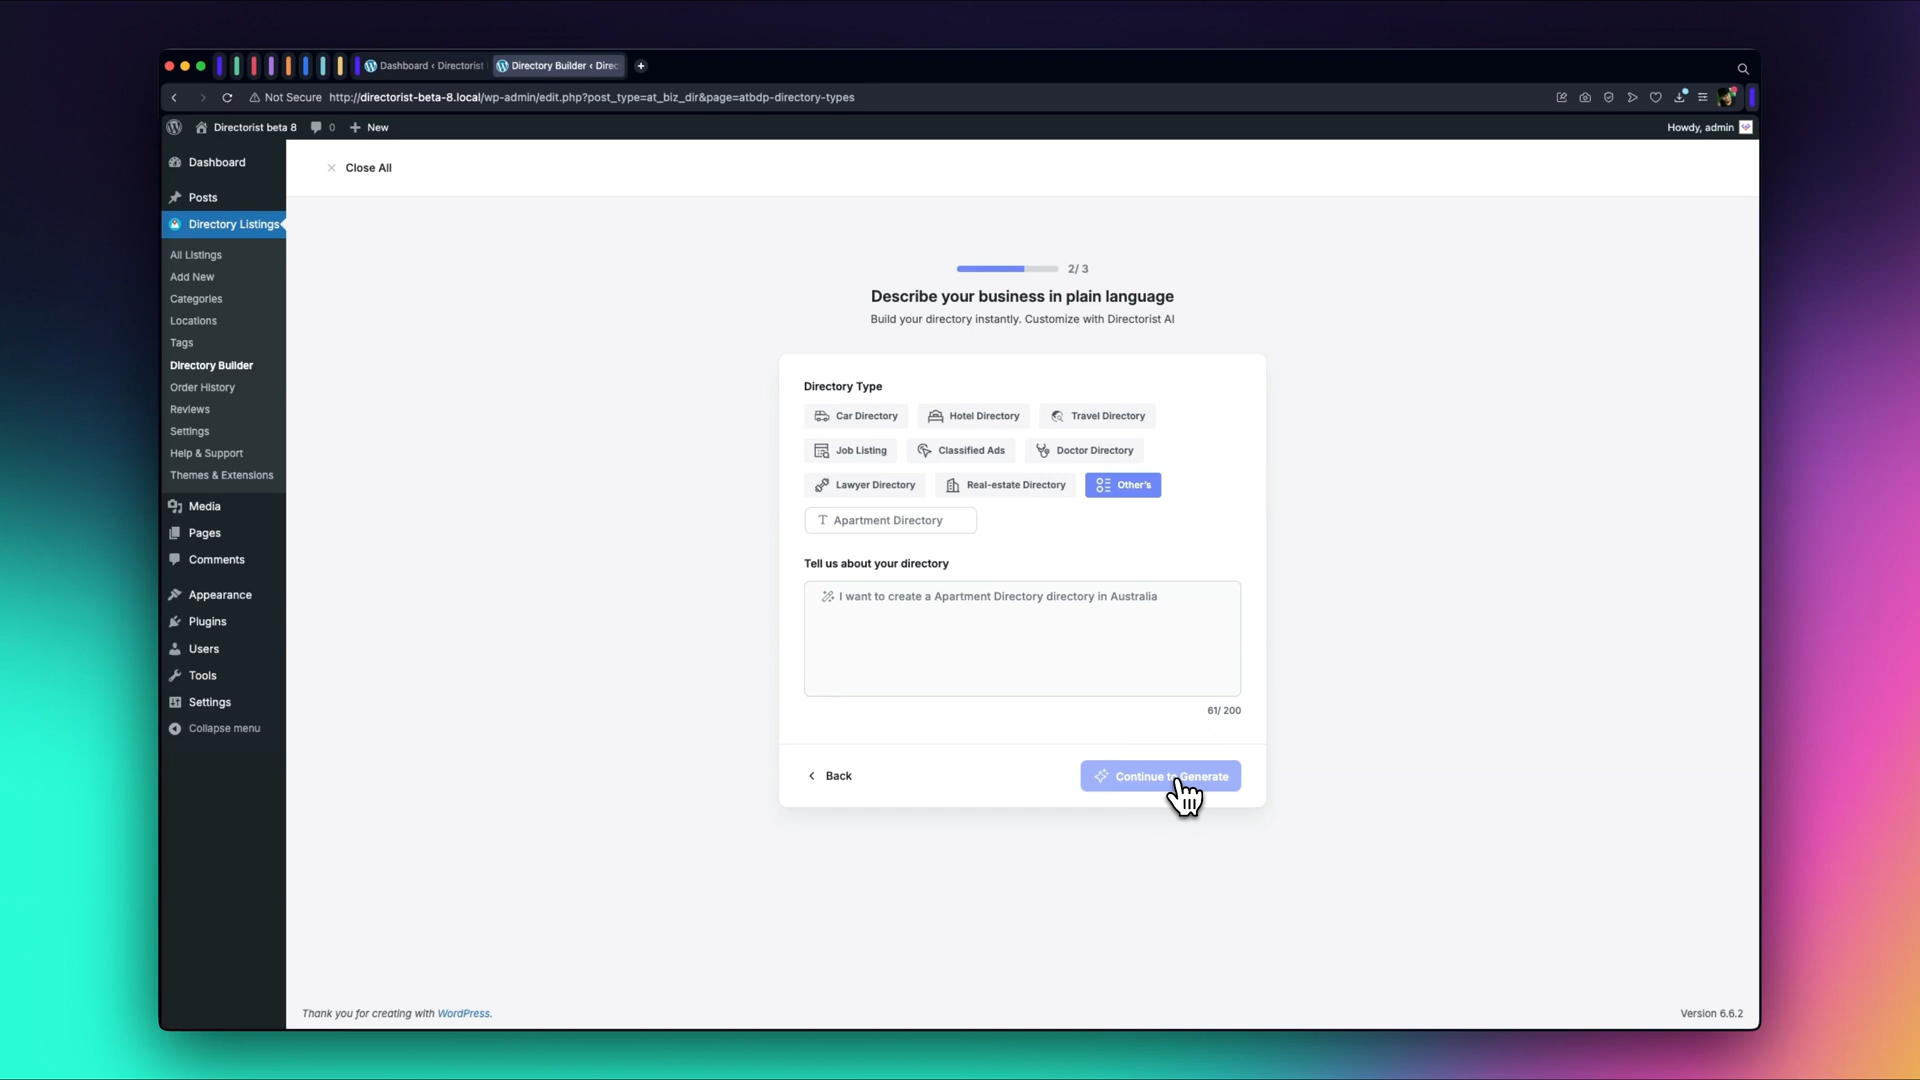 Dashboard ‹ Directorist
Directory Builder ‹ Direc
Not Secure http://directorist-beta-8.local/wp-admin/edit.php?post_type=at_biz_dir&page=atbdp-directory-types
Directorist beta 8 0 + New
Howdy, admin
Dashboard
Posts
Directory Listings
All Listings
Add New
Categories
Locations
Tags
Directory Builder
Order History
Reviews
Settings
Help & Support
Themes & Extensions
Media
Pages
Comments
Appearance
Plugins
Users
Tools
Settings
Collapse menu
Close All
2/ 3
Describe your business in plain language
Build your directory instantly. Customize with Directorist AI
Directory Type
Car Directory
Hotel Directory
Travel Directory
Job Listing
Classified Ads
Doctor Directory
Lawyer Directory
Real-estate Directory
Other's
Apartment Directory
Tell us about your directory
I want to create a Apartment Directory directory in Australia
61/ 200
Back
Continue to Generate
Thank you for creating with WordPress.
Version 6.6.2